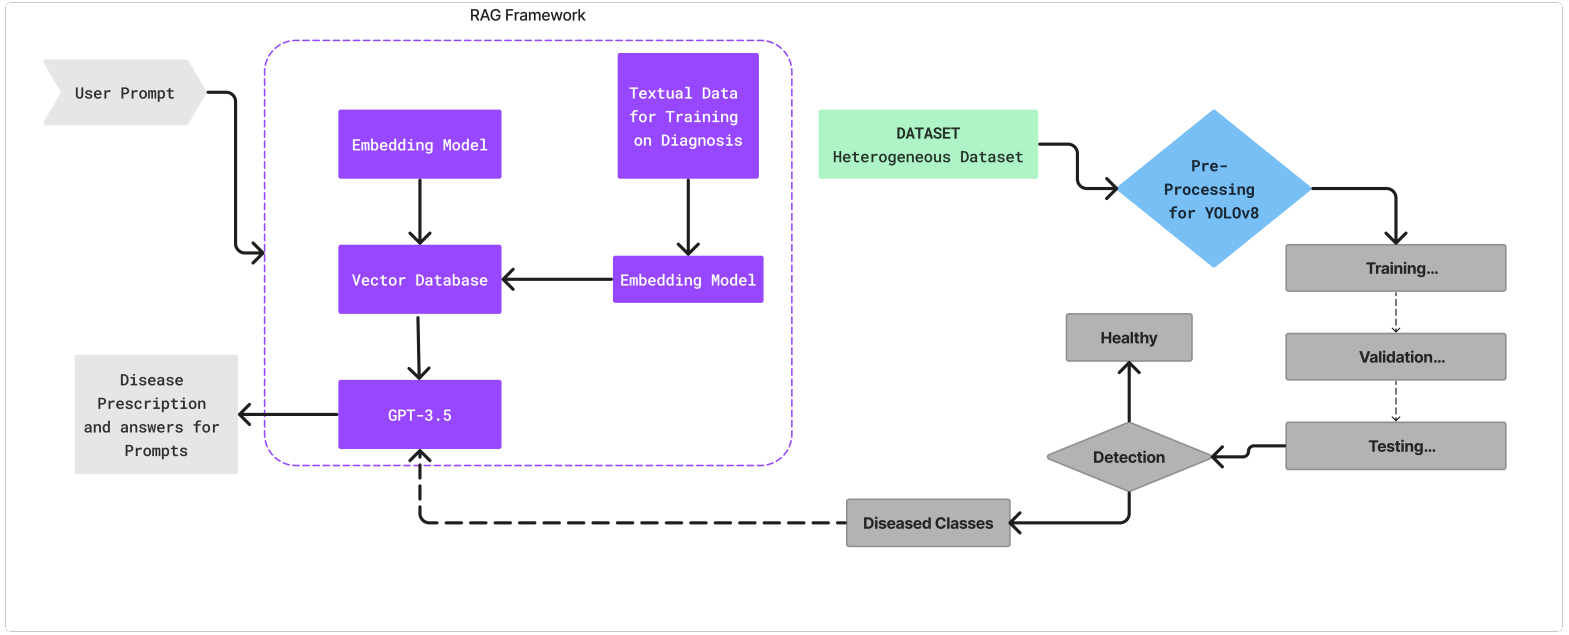 RAG Framework
User Prompt
Embedding Model
Textual Data
for Training
on Diagnosis
Vector Database
Embedding Model
GPT-3.5
Disease
Prescription
and answers for
Prompts
DATASET
Heterogeneous Dataset
Pre-
Processing
for YOLOv8
Training...
Validation...
Testing...
Detection
Healthy
Diseased Classes